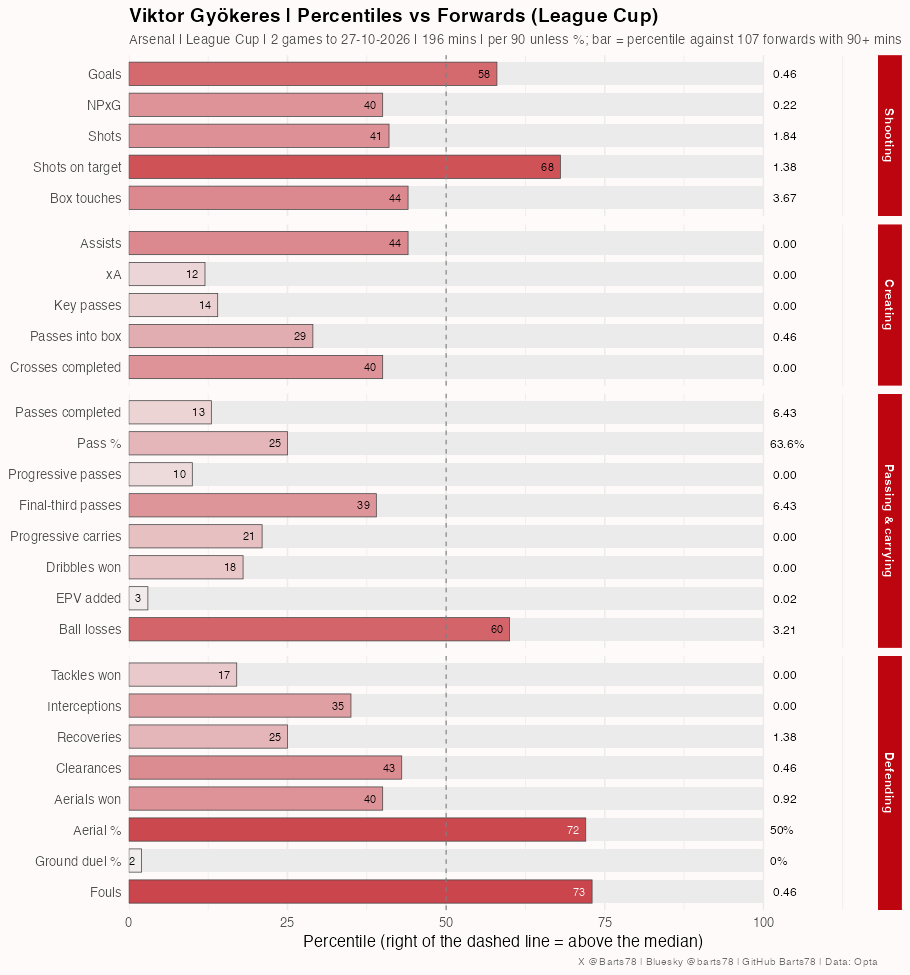 Viktor Gyökeres | Percentiles vs Forwards (League Cup)
Arsenal | League Cup | 2 games to 27-10-2026 | 196 mins | per 90 unless %; bar = percentile against 107 forwards with 90+ mins
Shooting
Goals 58 0.46
NPxG 40 0.22
Shots 41 1.84
Shots on target 68 1.38
Box touches 44 3.67
Creating
Assists 44 0.00
xA 12 0.00
Key passes 14 0.00
Passes into box 29 0.46
Crosses completed 40 0.00
Passing & carrying
Passes completed 13 6.43
Pass % 25 63.6%
Progressive passes 10 0.00
Final-third passes 39 6.43
Progressive carries 21 0.00
Dribbles won 18 0.00
EPV added 3 0.02
Ball losses 60 3.21
Defending
Tackles won 17 0.00
Interceptions 35 0.00
Recoveries 25 1.38
Clearances 43 0.46
Aerials won 40 0.92
Aerial % 72 50%
Ground duel % 2 0%
Fouls 73 0.46
0 25 50 75 100
Percentile (right of the dashed line = above the median)
X @Barts78 | Bluesky @barts78 | GitHub Barts78 | Data: Opta